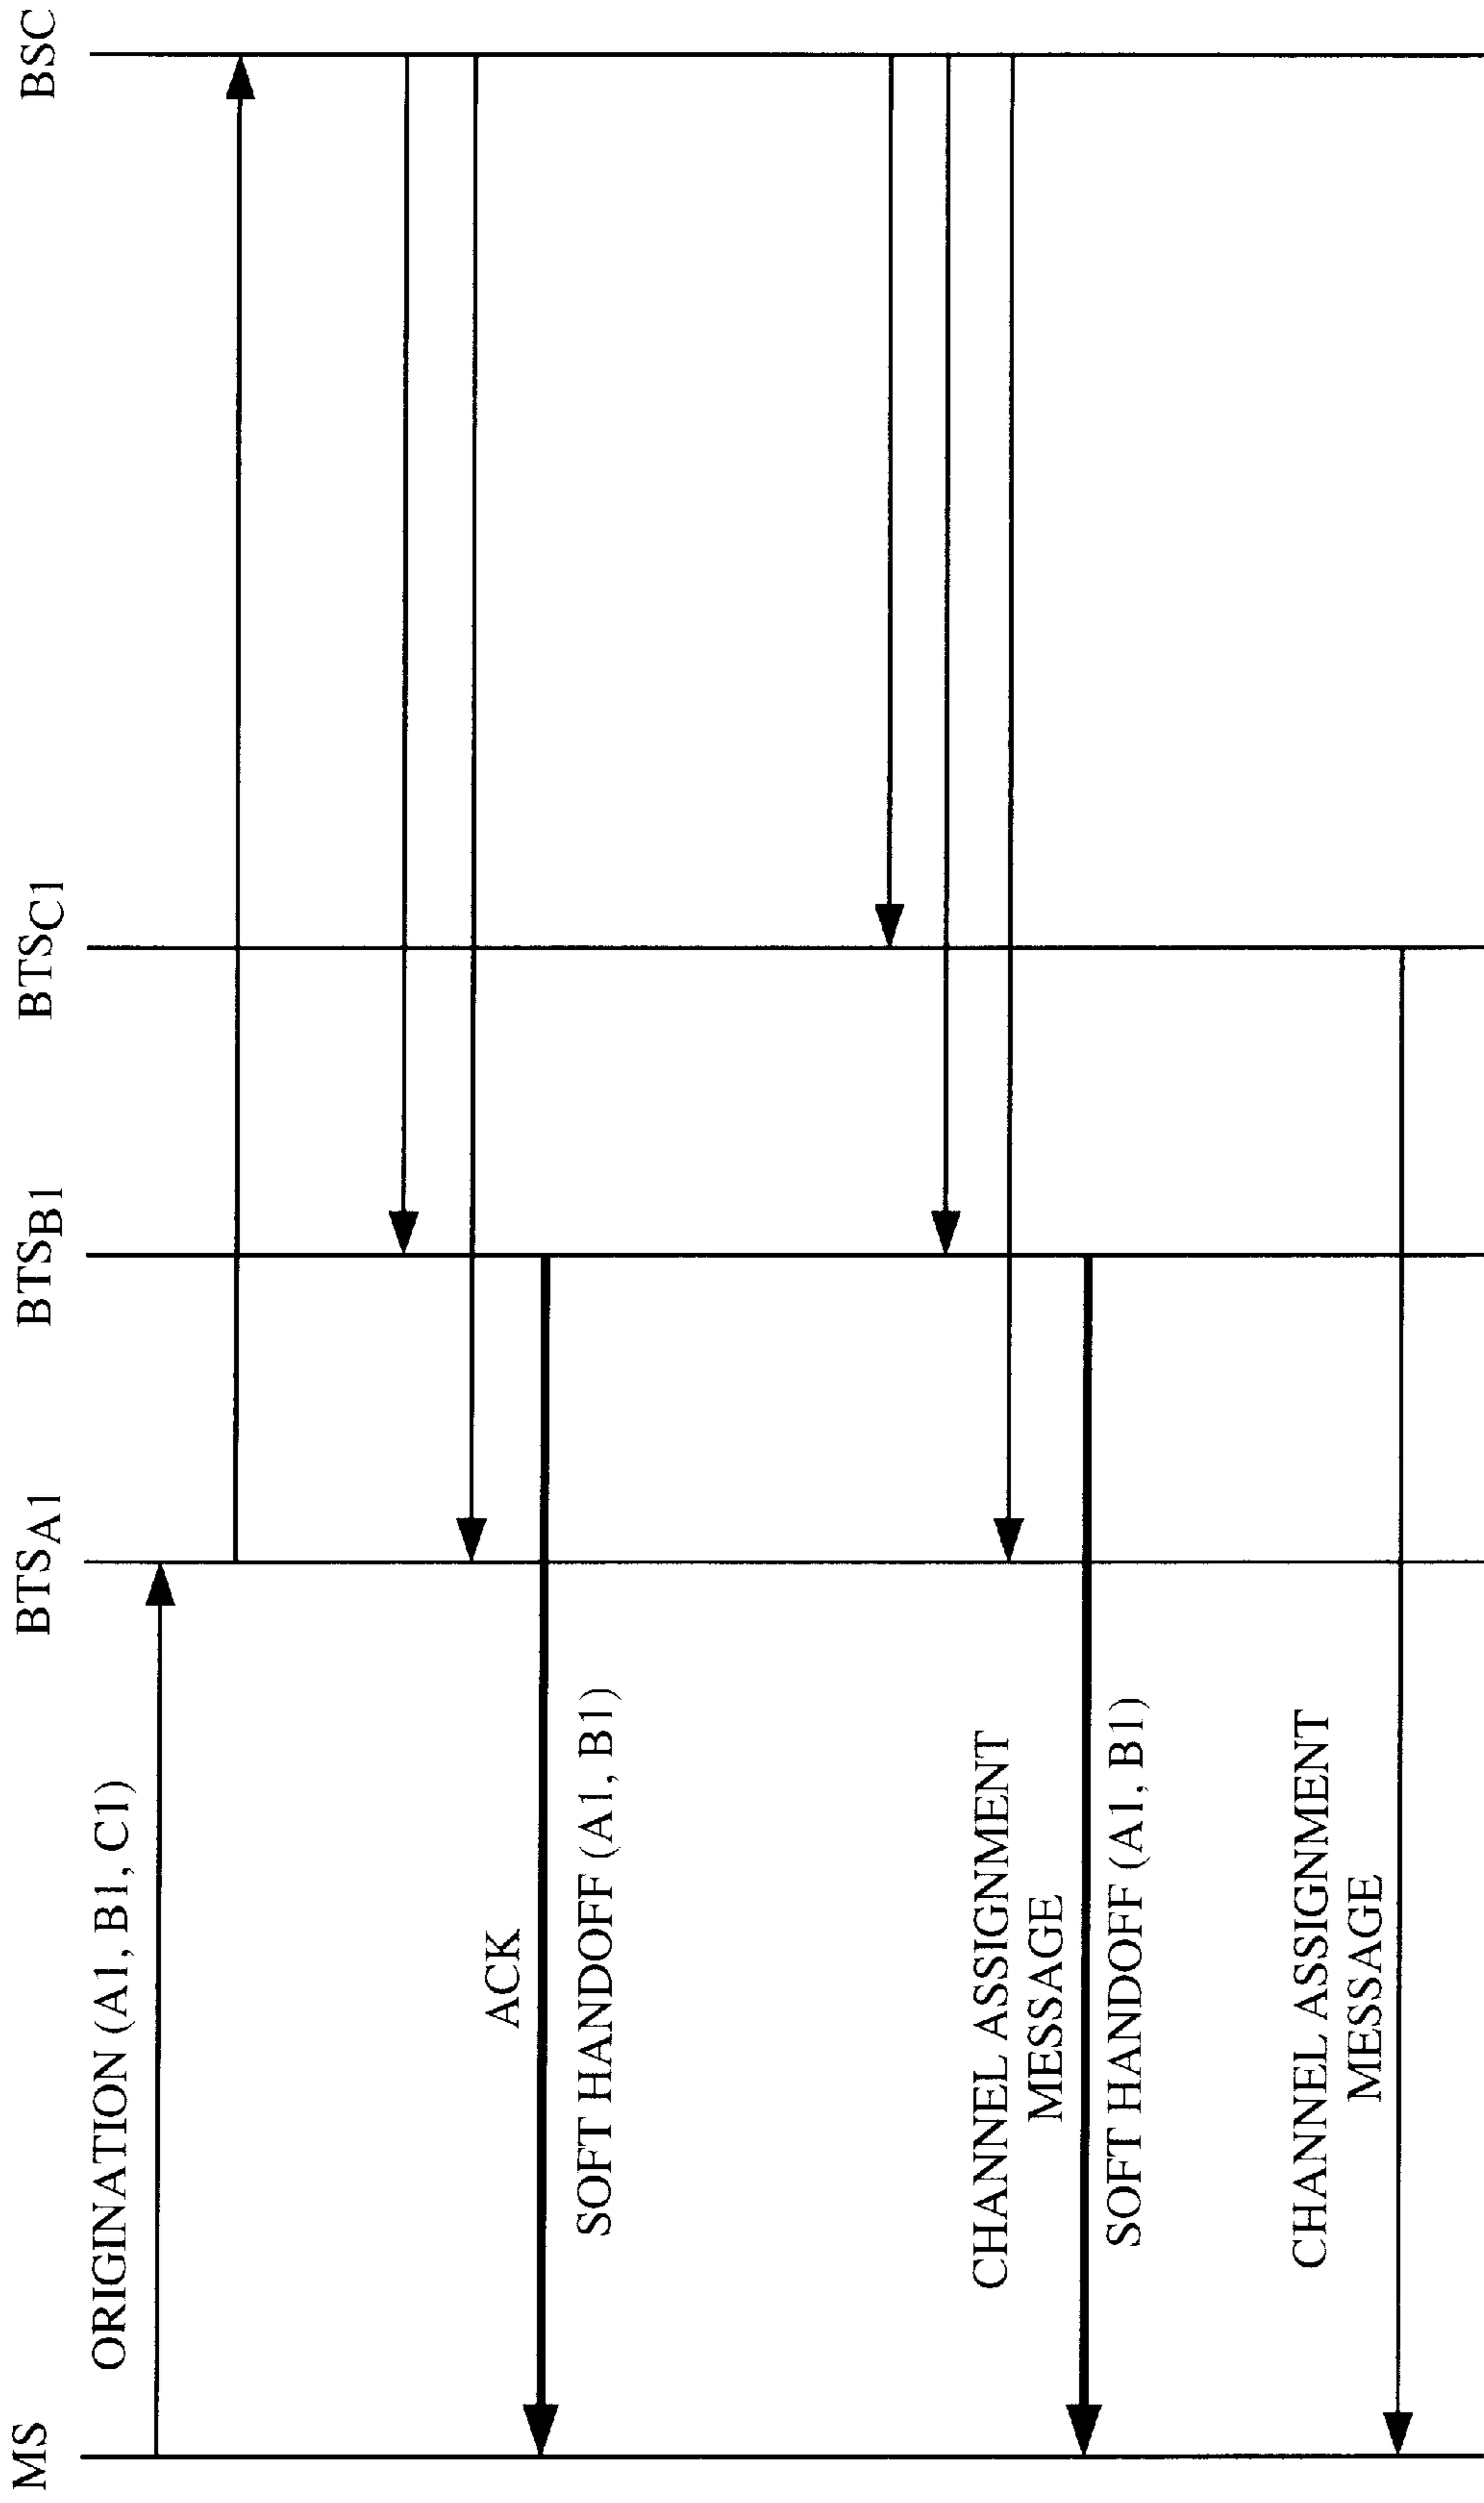 MS
BTSA1
BTSB1
BTSC1
BSC
ORIGINATION (A1, B1, C1)
ACK
SOFT HANDOFF (A1, B1)
CHANNEL ASSIGNMENT
MESSAGE
SOFT HANDOFF (A1, B1)
CHANNEL ASSIGNMENT
MESSAGE